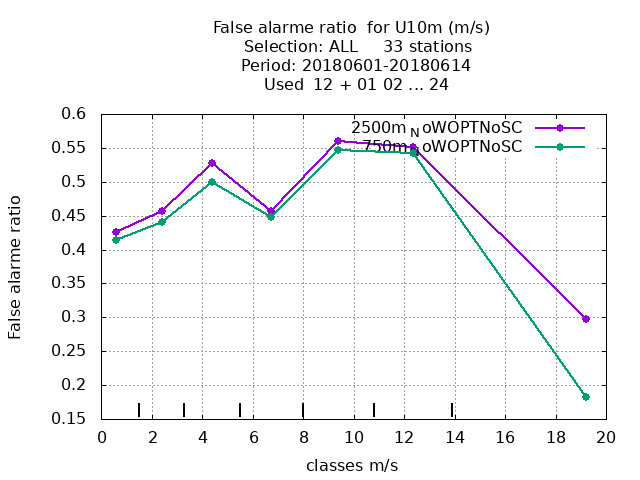 False alarme ratio  for U10m (m/s)
Selection: ALL     33 stations
Period: 20180601-20180614
Used  12 + 01 02 ... 24
0.6
0.55
0.5
0.45
0.4
0.35
0.3
0.25
0.2
0.15
False alarme ratio
2500m NoWOPTNoSC
750m NoWOPTNoSC
0 2 4 6 8 10 12 14 16 18 20
classes m/s